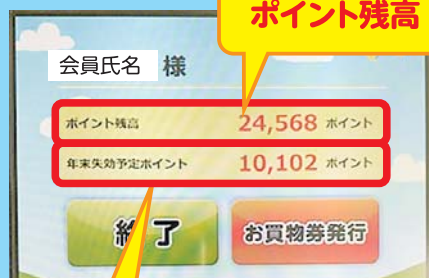 ポイント残高
会員氏名 様
ポイント残高 24,568 ポイント
年末失効予定ポイント 10,102 ポイント
終了 お買物券発行